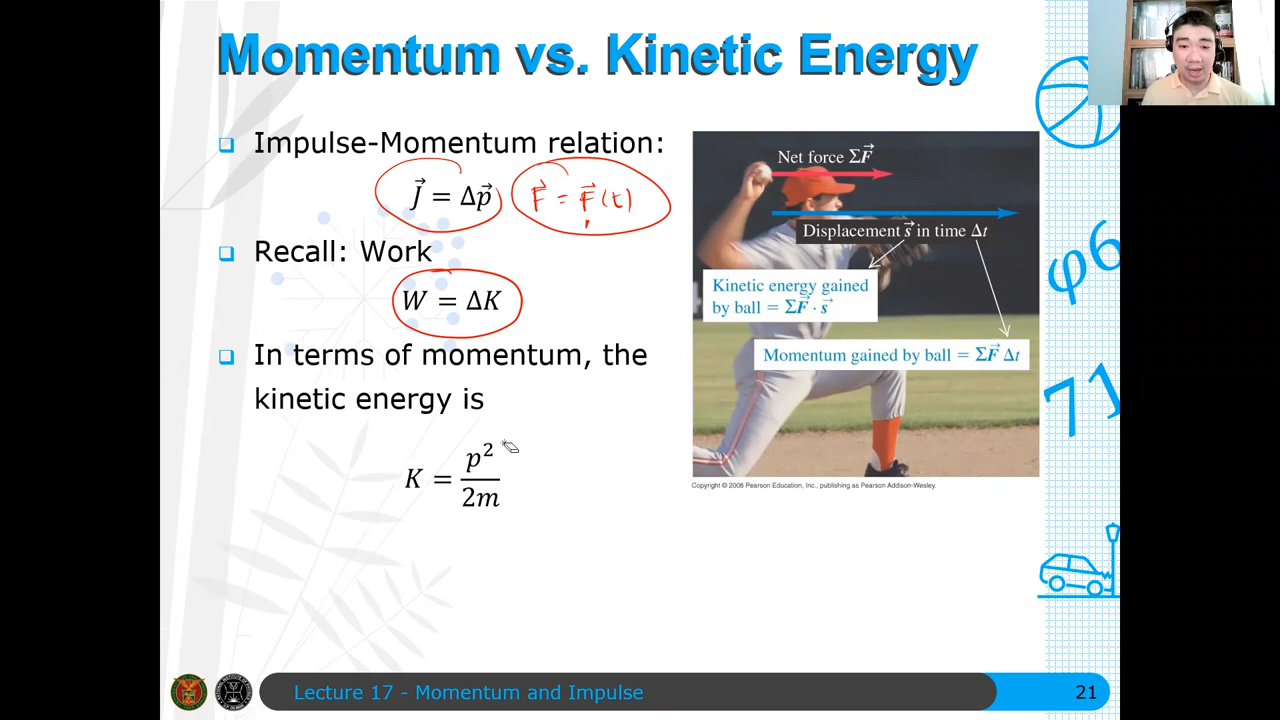 Momentum vs. Kinetic Energy
❑ Impulse-Momentum relation:
J⃗ = Δp⃗ F⃗ = F⃗(t)
❑ Recall: Work
W = ΔK
❑ In terms of momentum, the
kinetic energy is
K = p²/2m
Net force ΣF⃗
Displacement s⃗ in time Δt
Kinetic energy gained
by ball = ΣF⃗ · s⃗
Momentum gained by ball = ΣF⃗ Δt
Copyright © 2008 Pearson Education, Inc., publishing as Pearson Addison-Wesley.
φ6
71
Lecture 17 - Momentum and Impulse
21